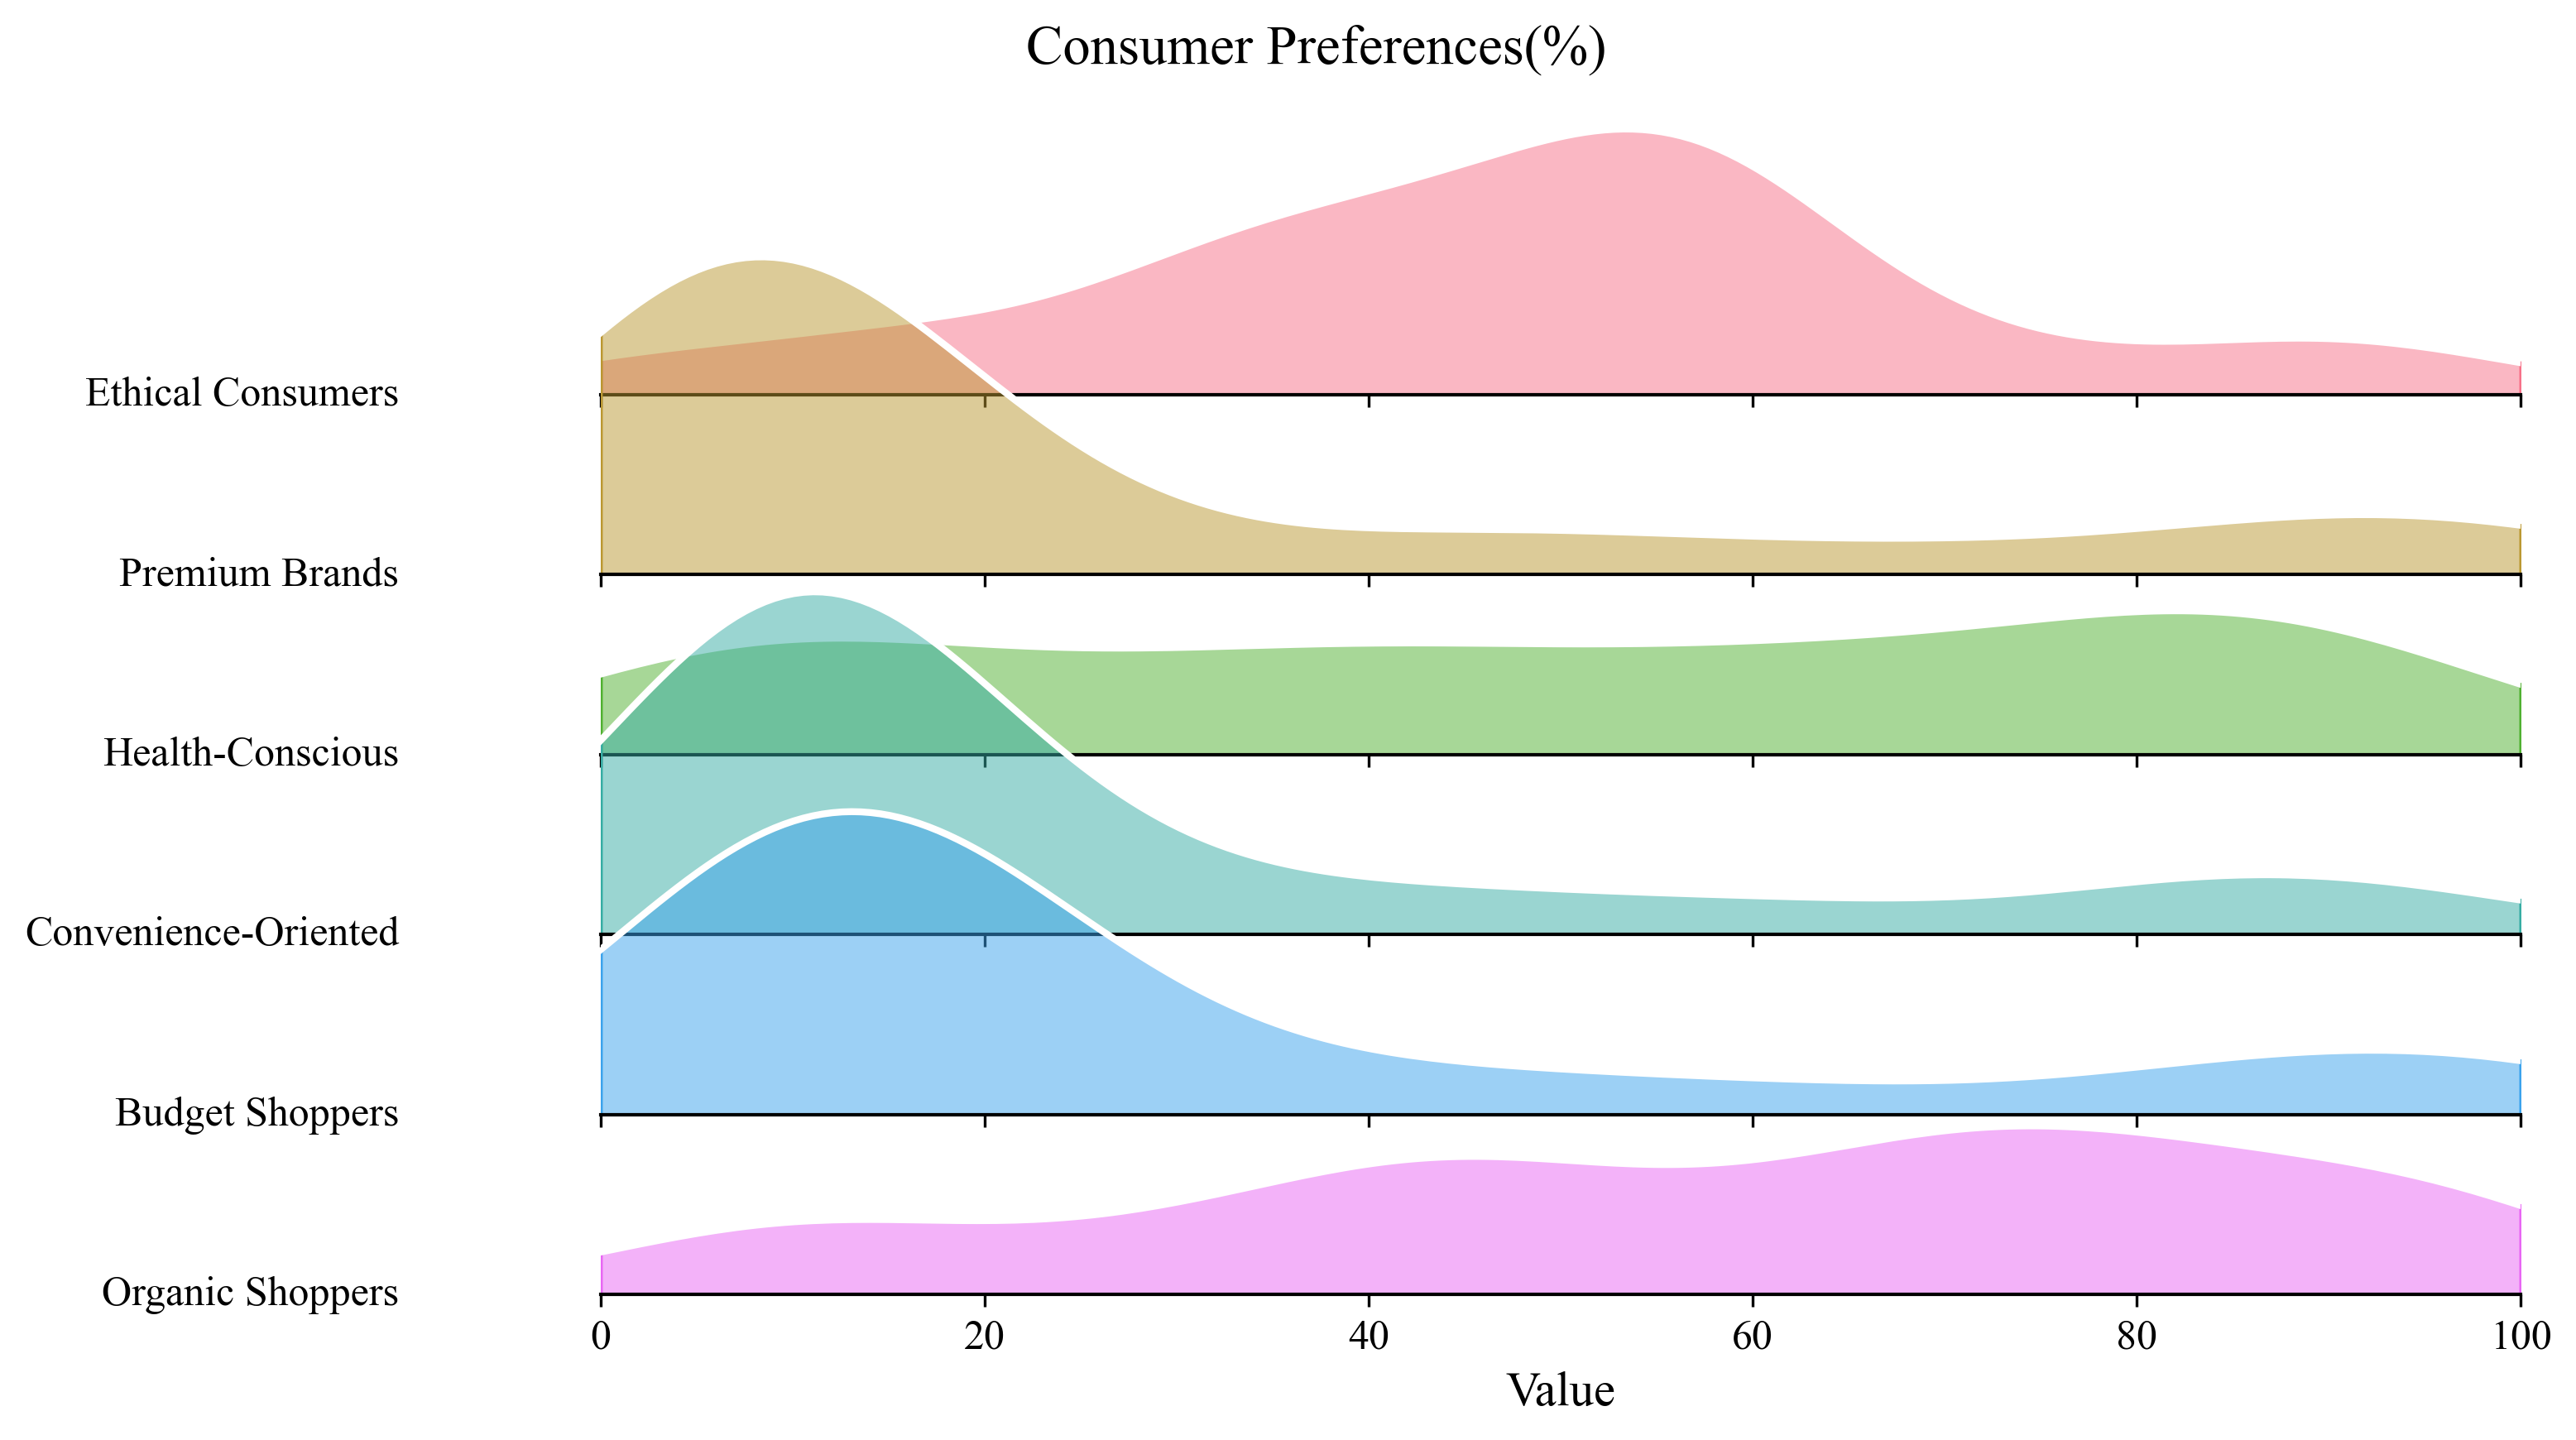 Consumer Preferences(%)
Ethical Consumers
Premium Brands
Health-Conscious
Convenience-Oriented
Budget Shoppers
Organic Shoppers
0 20 40 60 80 100
Value